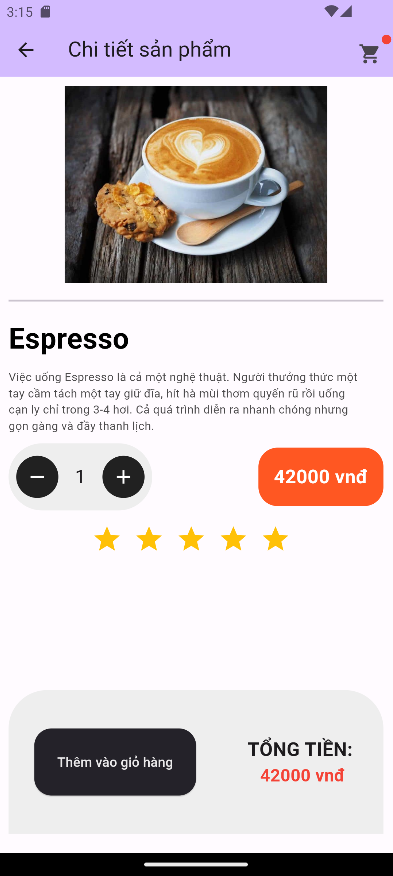 3:15
Chi tiết sản phẩm
Espresso
Việc uống Espresso là cả một nghệ thuật. Người thưởng thức một
tay cầm tách một tay giữ đĩa, hít hà mùi thơm quyến rũ rồi uống
cạn ly chỉ trong 3-4 hơi. Cả quá trình diễn ra nhanh chóng nhưng
gọn gàng và đầy thanh lịch.
1
42000 vnđ
Thêm vào giỏ hàng
TỔNG TIỀN:
42000 vnđ